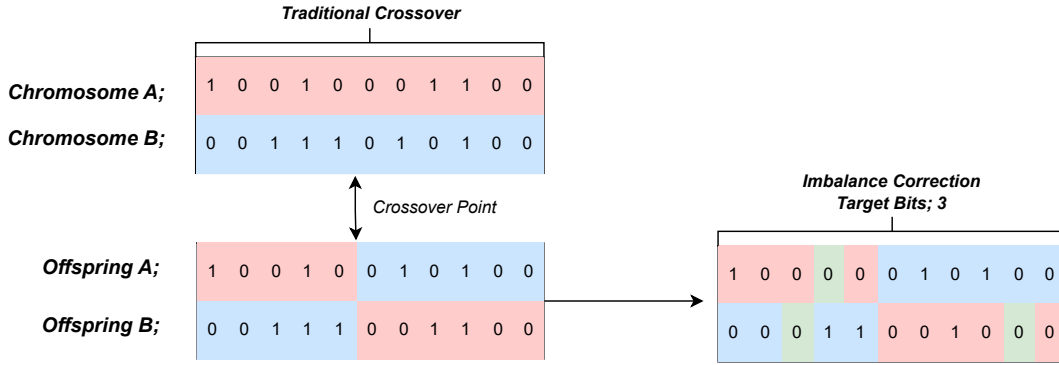 Traditional Crossover
Chromosome A; 1 0 0 1 0 0 0 1 1 0 0
Chromosome B; 0 0 1 1 1 0 1 0 1 0 0
Crossover Point
Imbalance Correction
Target Bits; 3
Offspring A; 1 0 0 1 0 0 1 0 1 0 0
Offspring B; 0 0 1 1 1 0 0 1 1 0 0
1 0 0 0 0 0 1 0 1 0 0
0 0 0 1 1 0 0 1 0 0 0